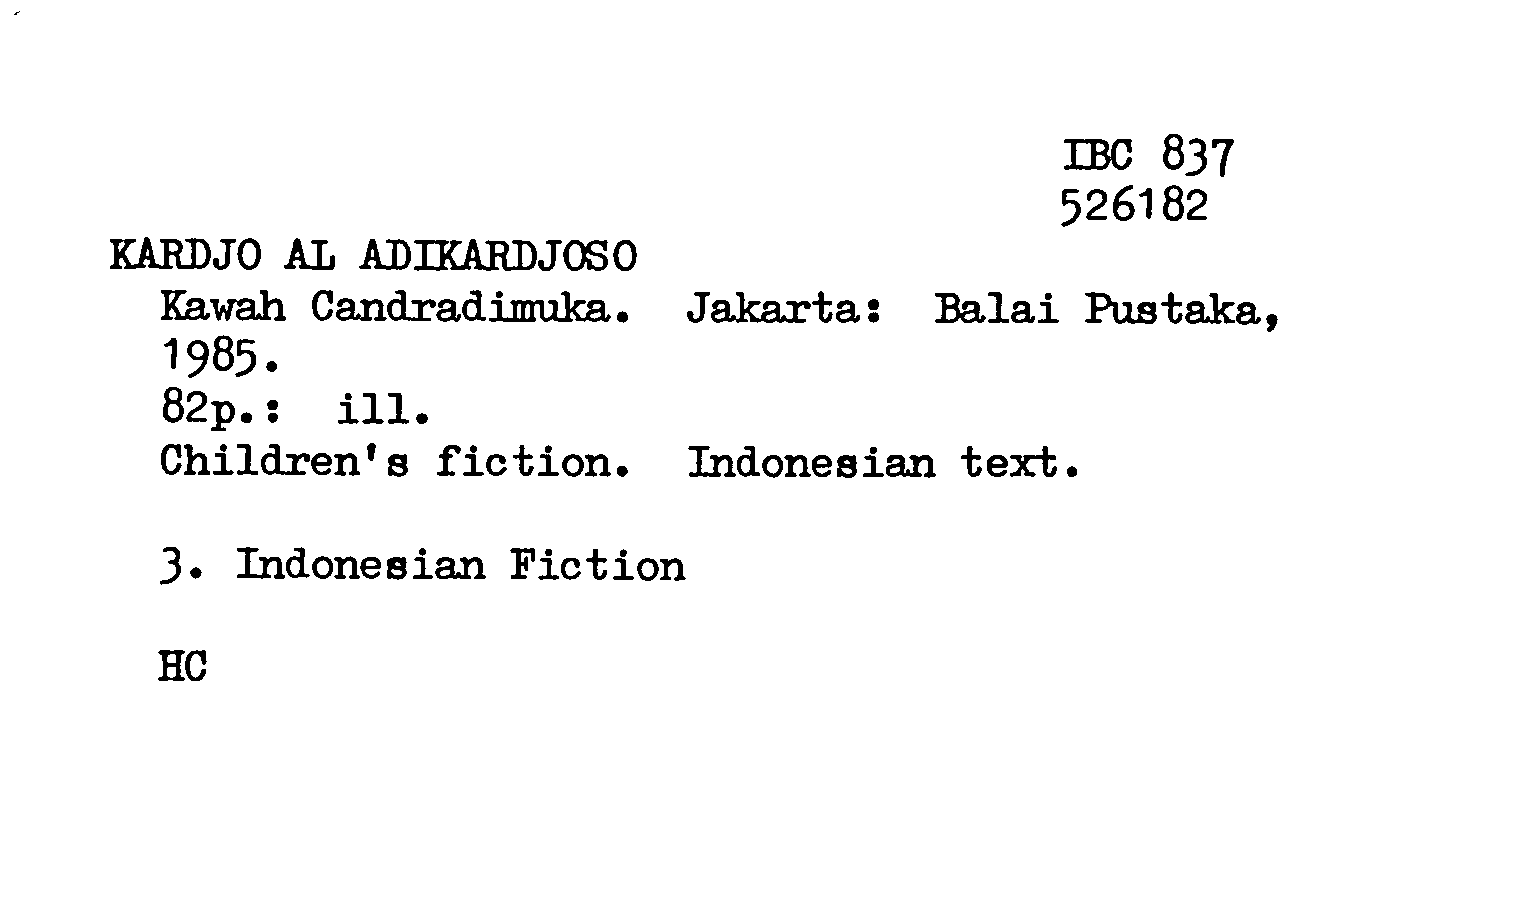 IBC 837
526182
KARDJO AL ADIKARDJOSO
Kawah Candradimuka. Jakarta: Balai Pustaka,
1985.
82p.: ill.
Children's fiction. Indonesian text.
3. Indonesian Fiction
HC